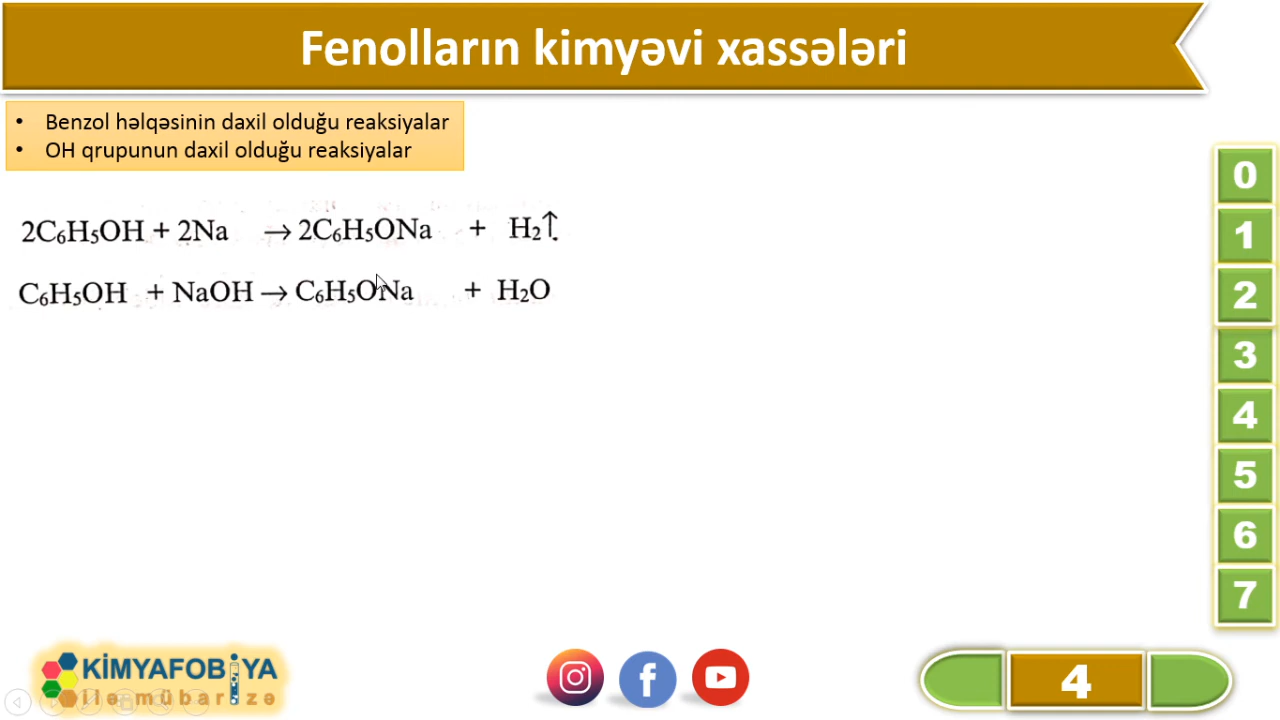 Fenolların kimyəvi xassələri
• Benzol həlqəsinin daxil olduğu reaksiyalar
• OH qrupunun daxil olduğu reaksiyalar
2C₆H₅OH + 2Na → 2C₆H₅ONa + H₂↑
C₆H₅OH + NaOH → C₆H₅ONa + H₂O
0
1
2
3
4
5
6
7
KİMYAFOBİYA
ilə mübarizə
4